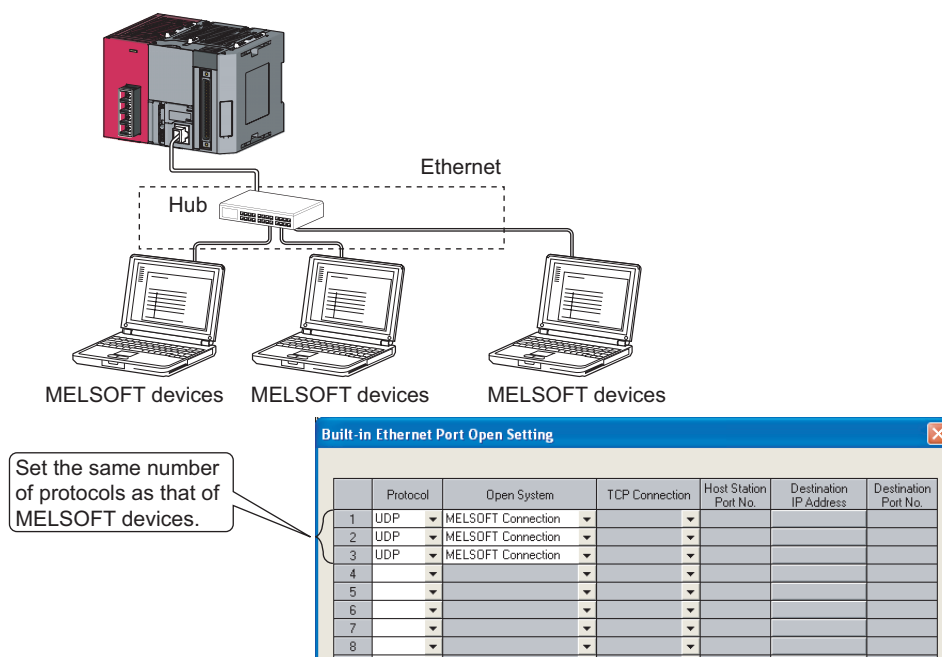 Ethernet
Hub
MELSOFT devices
MELSOFT devices
MELSOFT devices
Set the same number
of protocols as that of
MELSOFT devices.
Built-in Ethernet Port Open Setting
Protocol Open System TCP Connection Host Station Port No. Destination IP Address Destination Port No.
1 UDP MELSOFT Connection
2 UDP MELSOFT Connection
3 UDP MELSOFT Connection
4
5
6
7
8